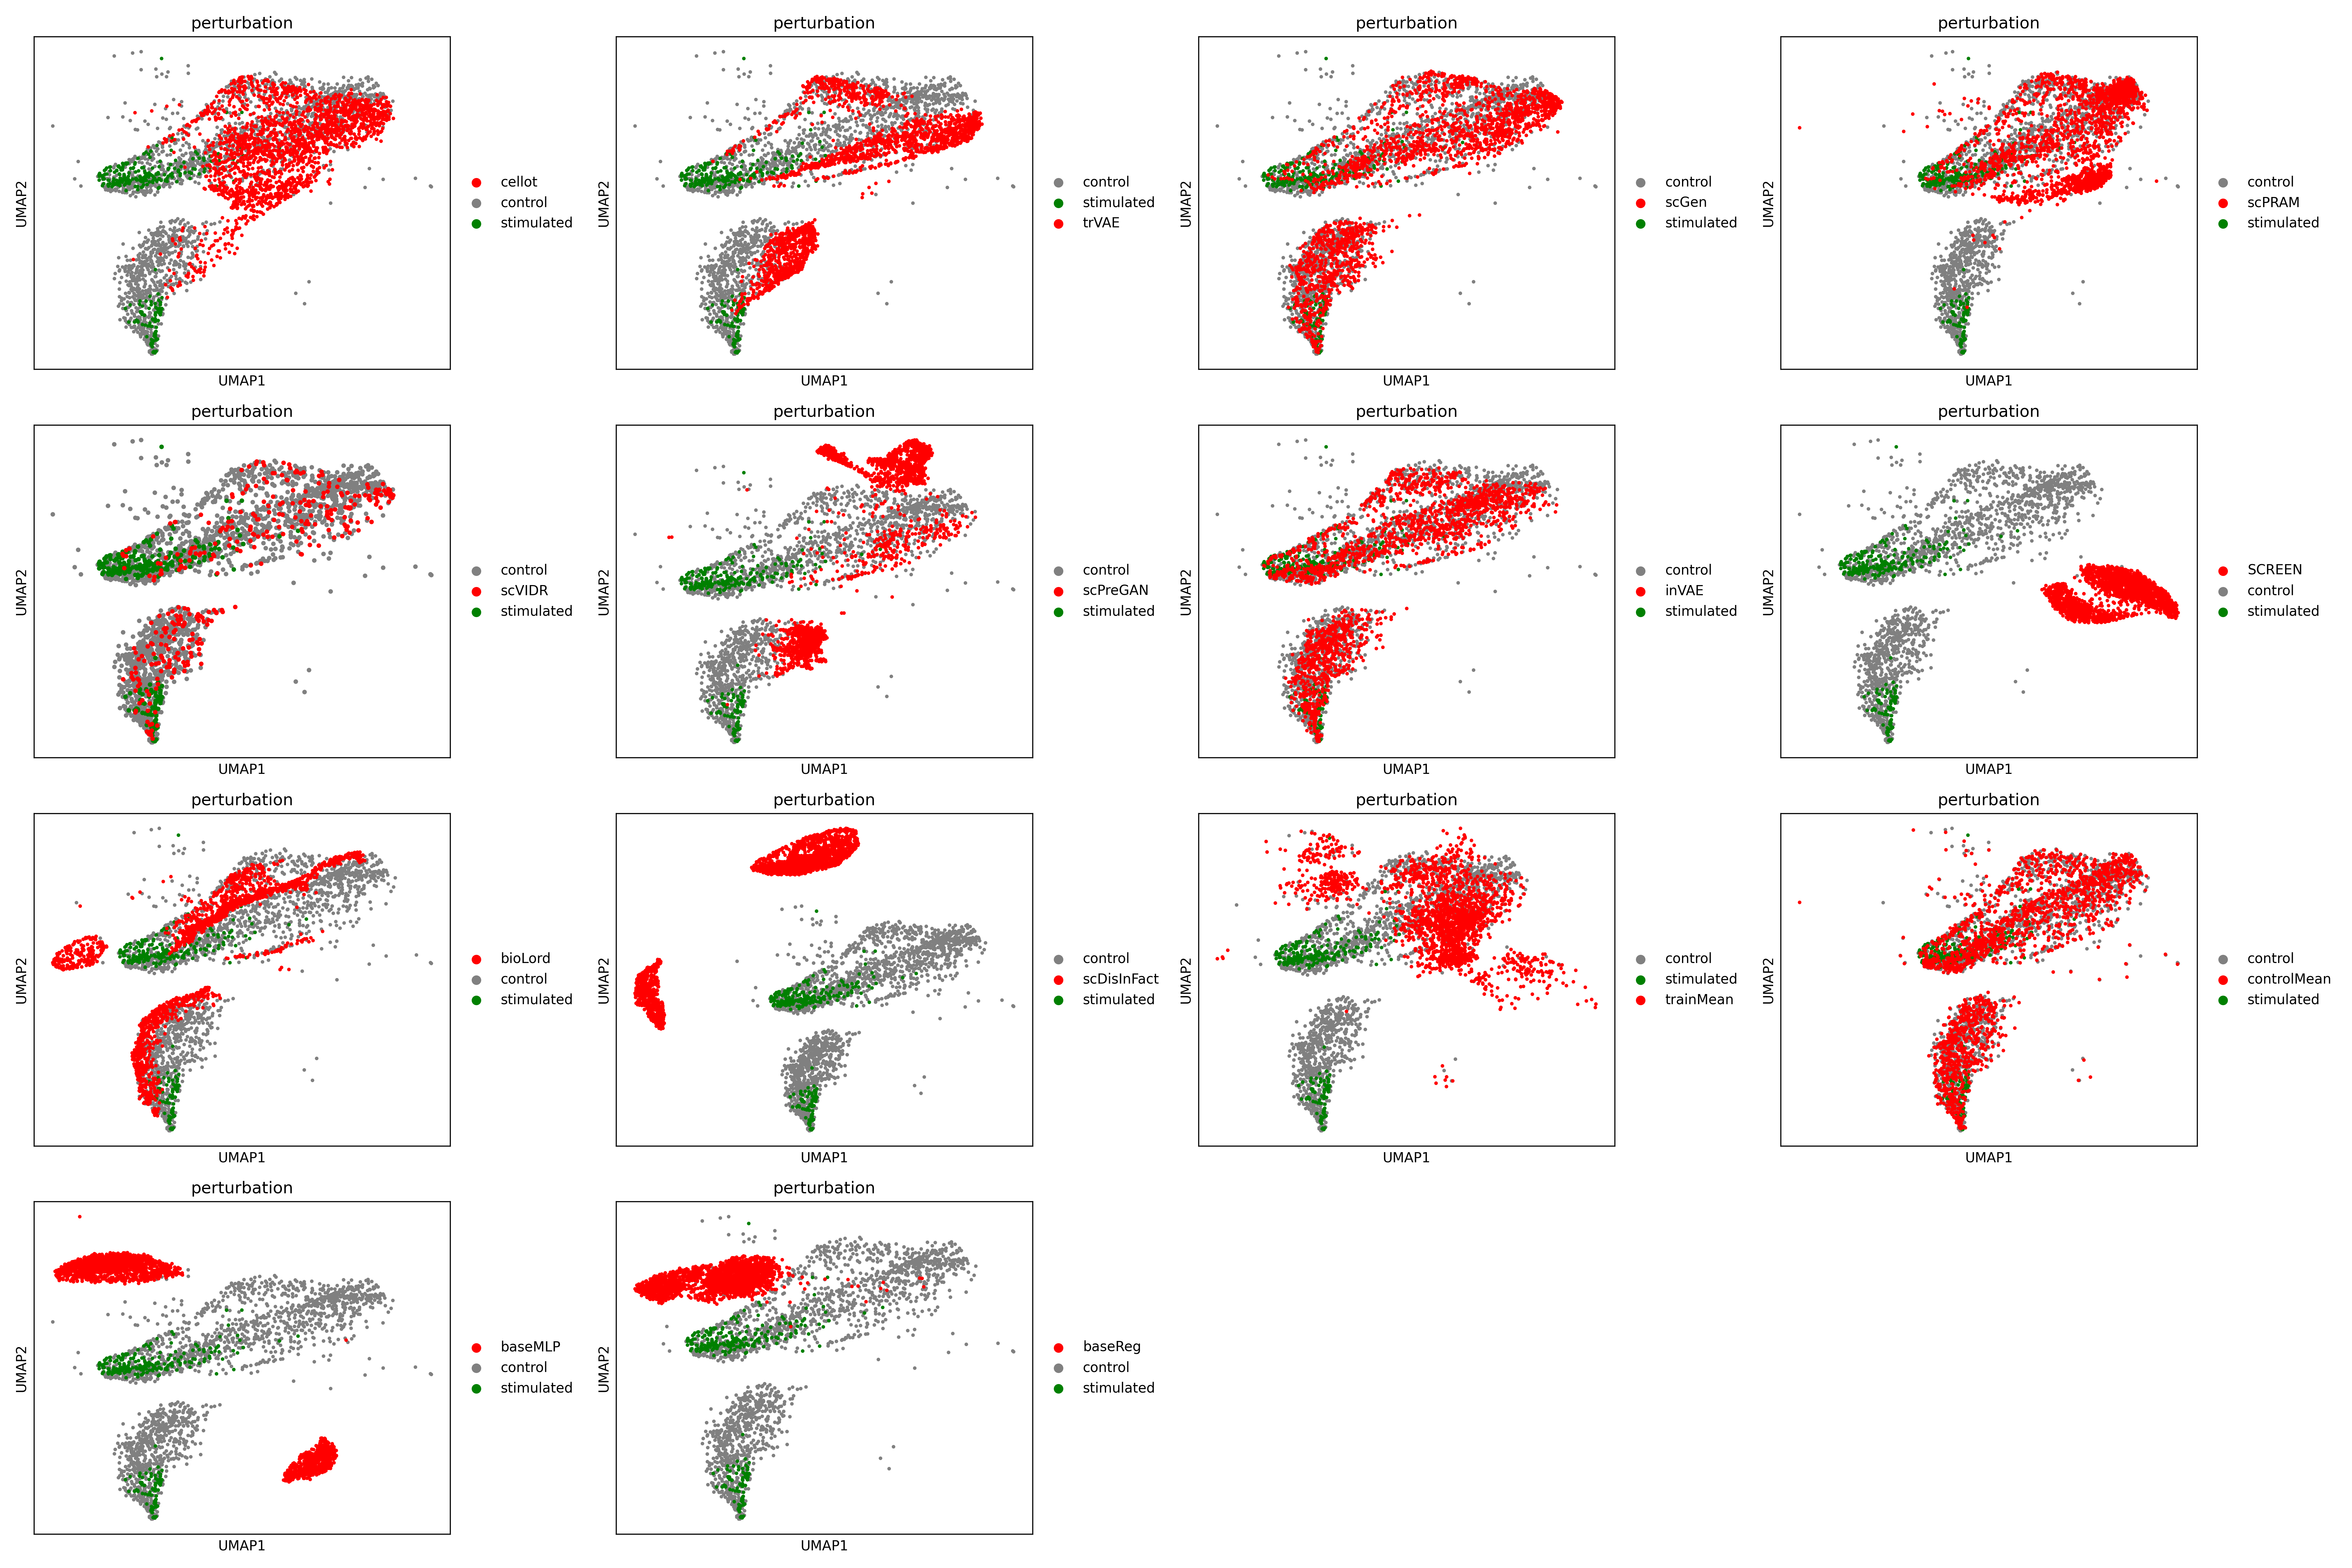 perturbation
UMAP2
UMAP1
cellot
control
stimulated
perturbation
UMAP2
UMAP1
control
stimulated
trVAE
perturbation
UMAP2
UMAP1
control
scGen
stimulated
perturbation
UMAP2
UMAP1
control
scPRAM
stimulated
perturbation
UMAP2
UMAP1
control
scVIDR
stimulated
perturbation
UMAP2
UMAP1
control
scPreGAN
stimulated
perturbation
UMAP2
UMAP1
control
inVAE
stimulated
perturbation
UMAP2
UMAP1
SCREEN
control
stimulated
perturbation
UMAP2
UMAP1
bioLord
control
stimulated
perturbation
UMAP2
UMAP1
control
scDisInFact
stimulated
perturbation
UMAP2
UMAP1
control
stimulated
trainMean
perturbation
UMAP2
UMAP1
control
controlMean
stimulated
perturbation
UMAP2
UMAP1
baseMLP
control
stimulated
perturbation
UMAP2
UMAP1
baseReg
control
stimulated